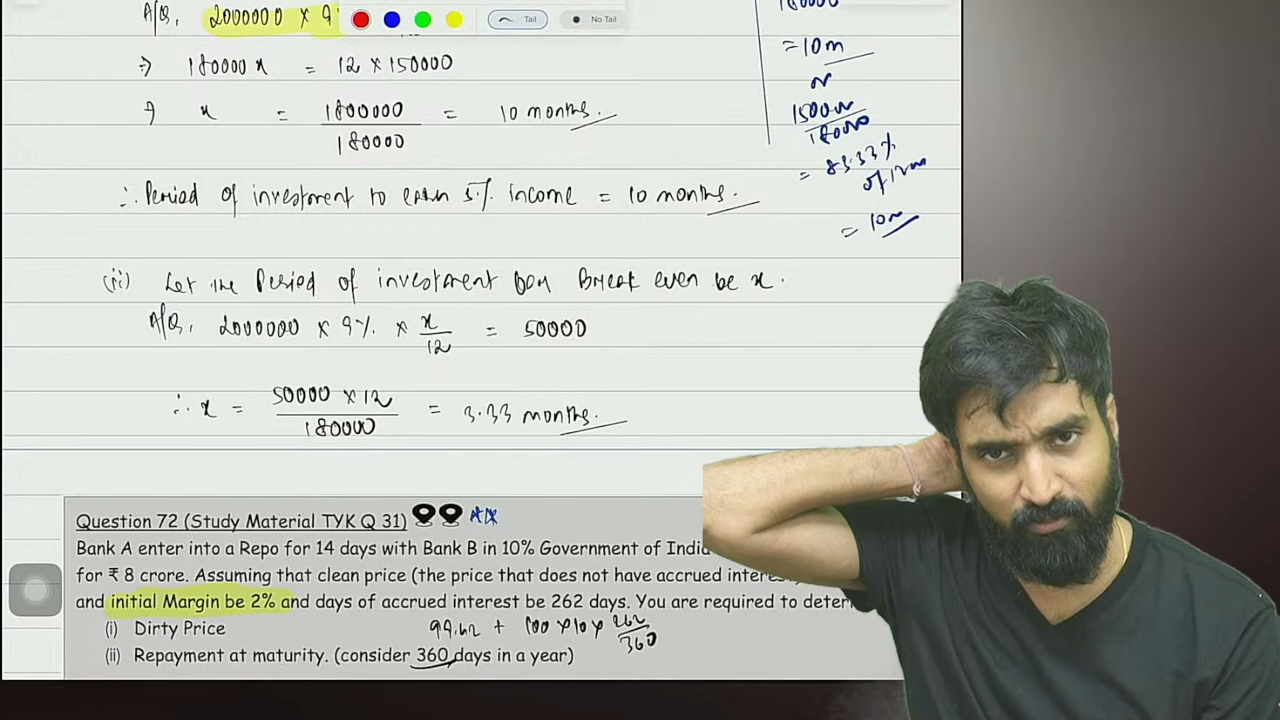 A/Q, 2000000 × 9
Tail
No Tail
⇒ 180000 x = 12 × 150000
⇒ x = 1800000 / 180000 = 10 months.
∴ Period of investment to earn 5% income = 10 months.
180000
= 10m
or
150000 / 180000
= 83.33%
of 12m
= 10m
(ii) Let the Period of investment for Break even be x.
A/Q, 2000000 × 9% × x/12 = 50000
∴ x = 50000 × 12 / 180000 = 3.33 months.
Question 72 (Study Material TYK Q 31)
Bank A enter into a Repo for 14 days with Bank B in 10% Government of India
for ₹ 8 crore. Assuming that clean price (the price that does not have accrued
and initial Margin be 2% and days of accrued interest be 262 days. You are required to
(i) Dirty Price 99.42 + 100 × 10 × 262/360
(ii) Repayment at maturity. (consider 360 days in a year)